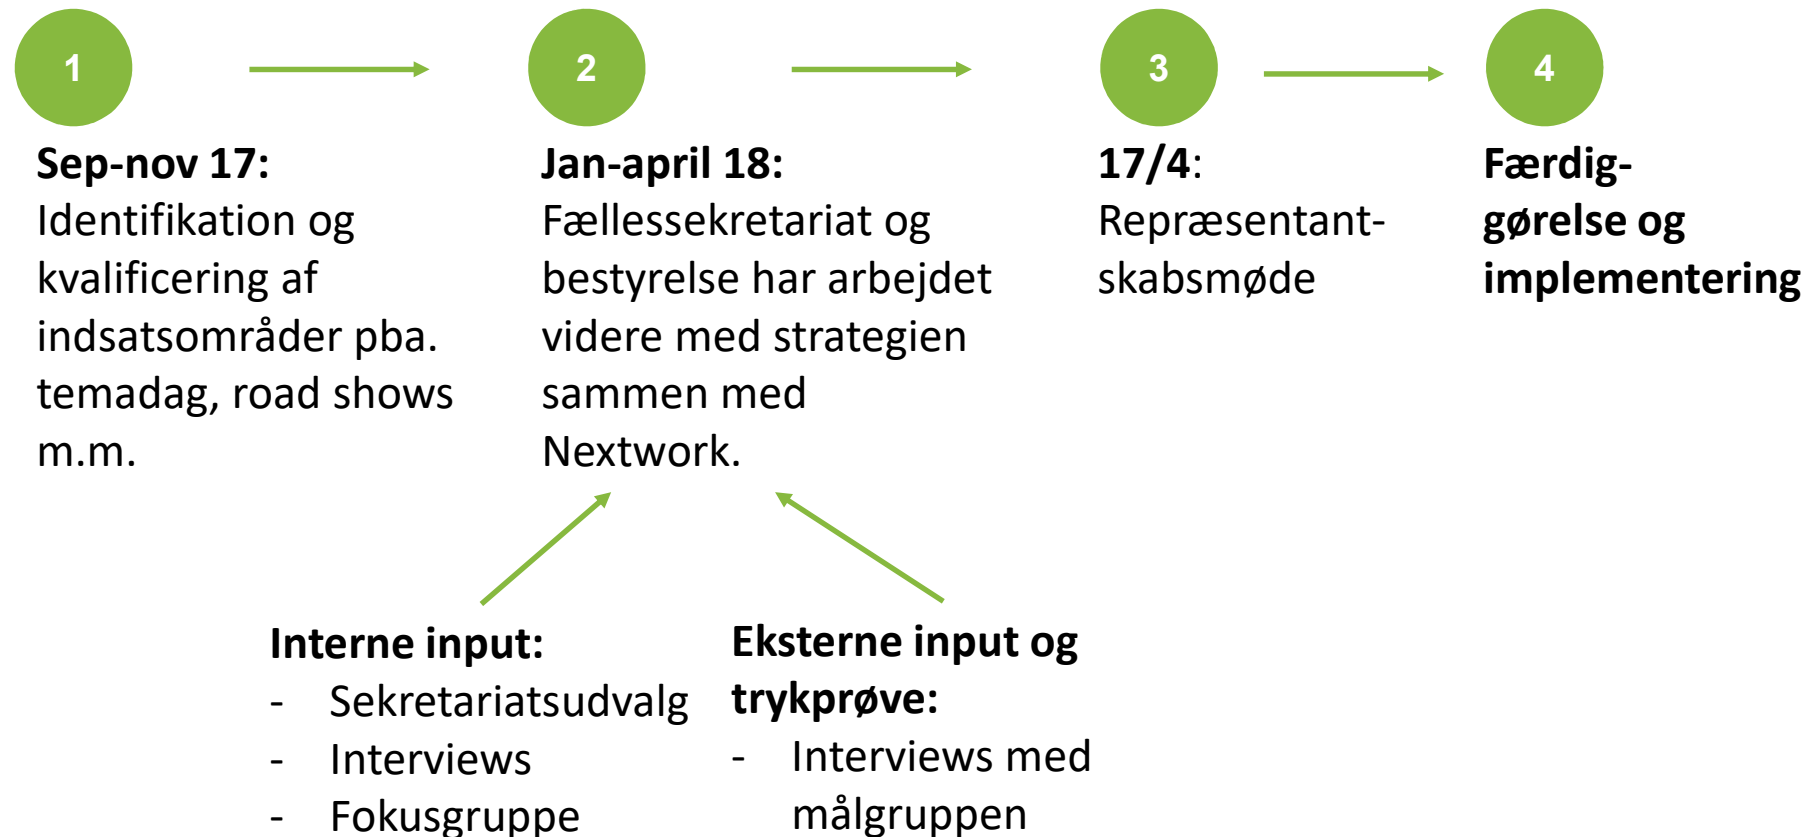 1
2
3
4
Sep-nov 17:
Identifikation og
kvalificering af
indsatsområder pba.
temadag, road shows
m.m.
Jan-april 18:
Fællessekretariat og
bestyrelse har arbejdet
videre med strategien
sammen med
Nextwork.
17/4:
Repræsentant-
skabsmøde
Færdig-
gørelse og
implementering
Interne input:
- Sekretariatsudvalg
- Interviews
- Fokusgruppe
Eksterne input og
trykprøve:
- Interviews med
målgruppen